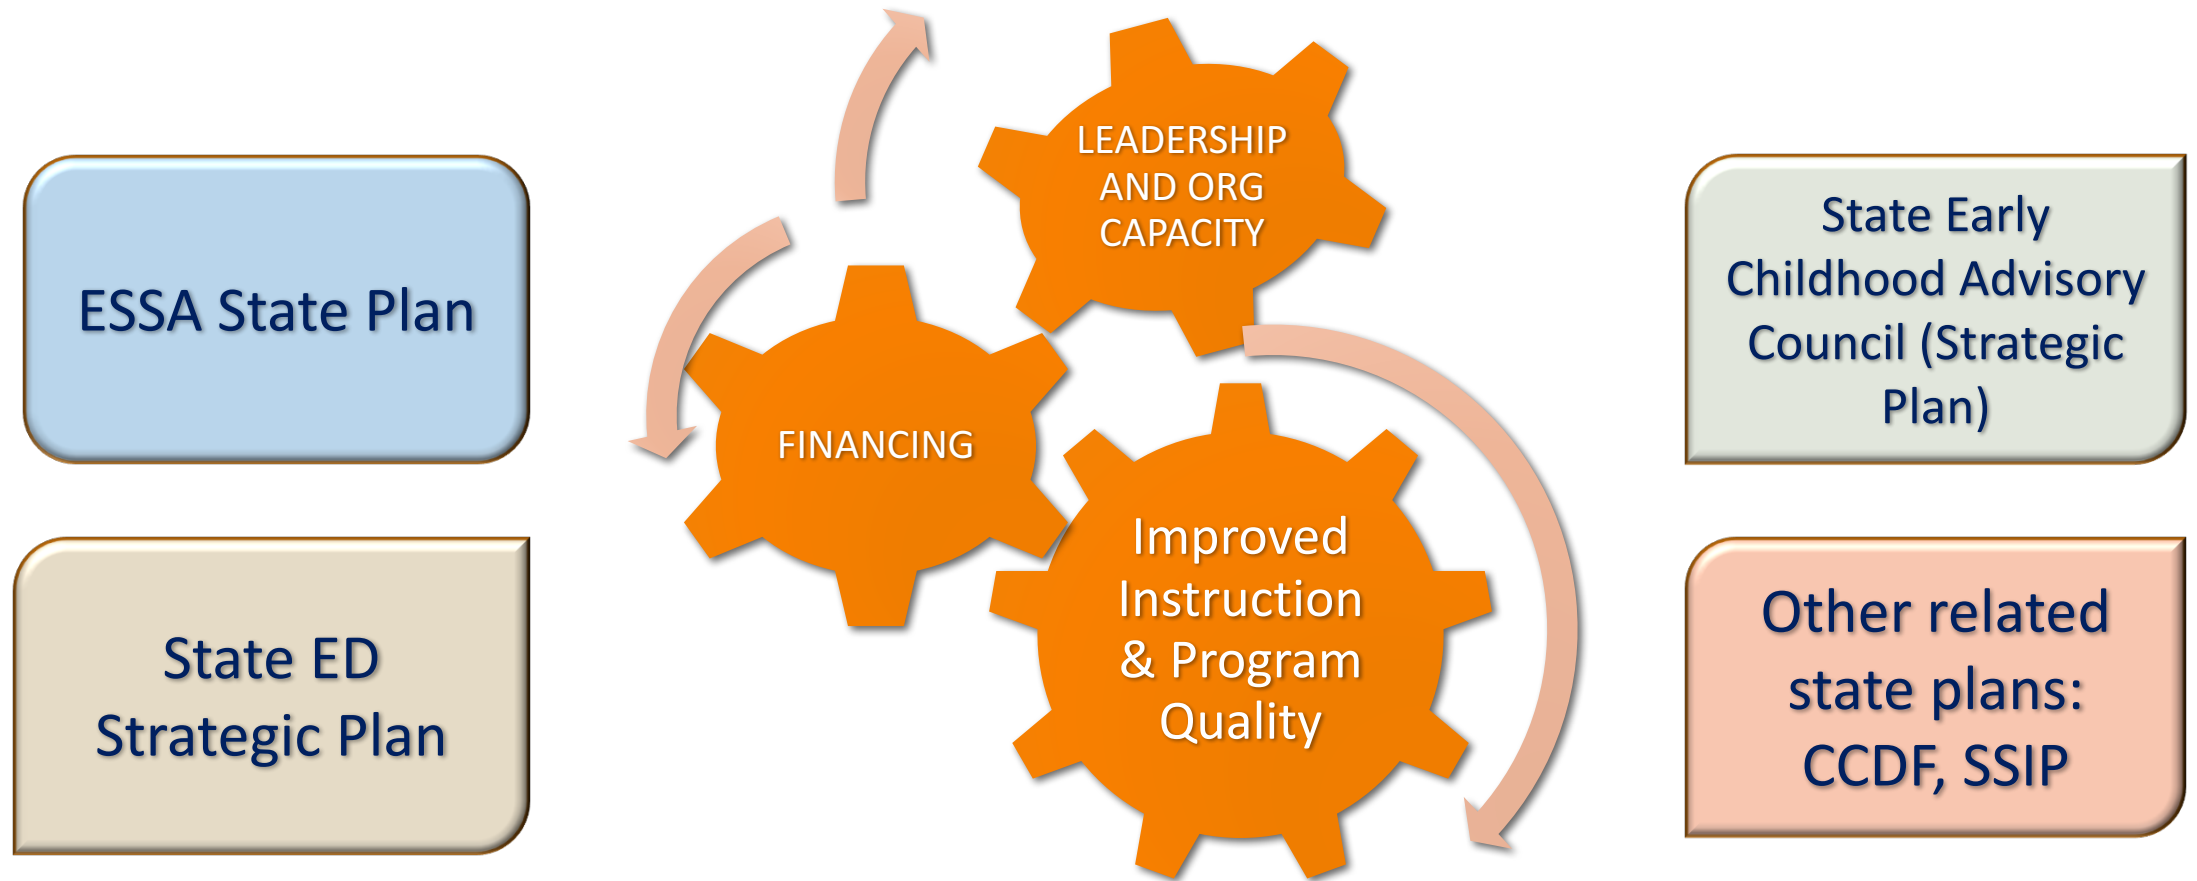 ESSA State Plan
State ED
Strategic Plan
LEADERSHIP
AND ORG
CAPACITY
FINANCING
Improved
Instruction
& Program
Quality
State Early
Childhood Advisory
Council (Strategic
Plan)
Other related
state plans:
CCDF, SSIP